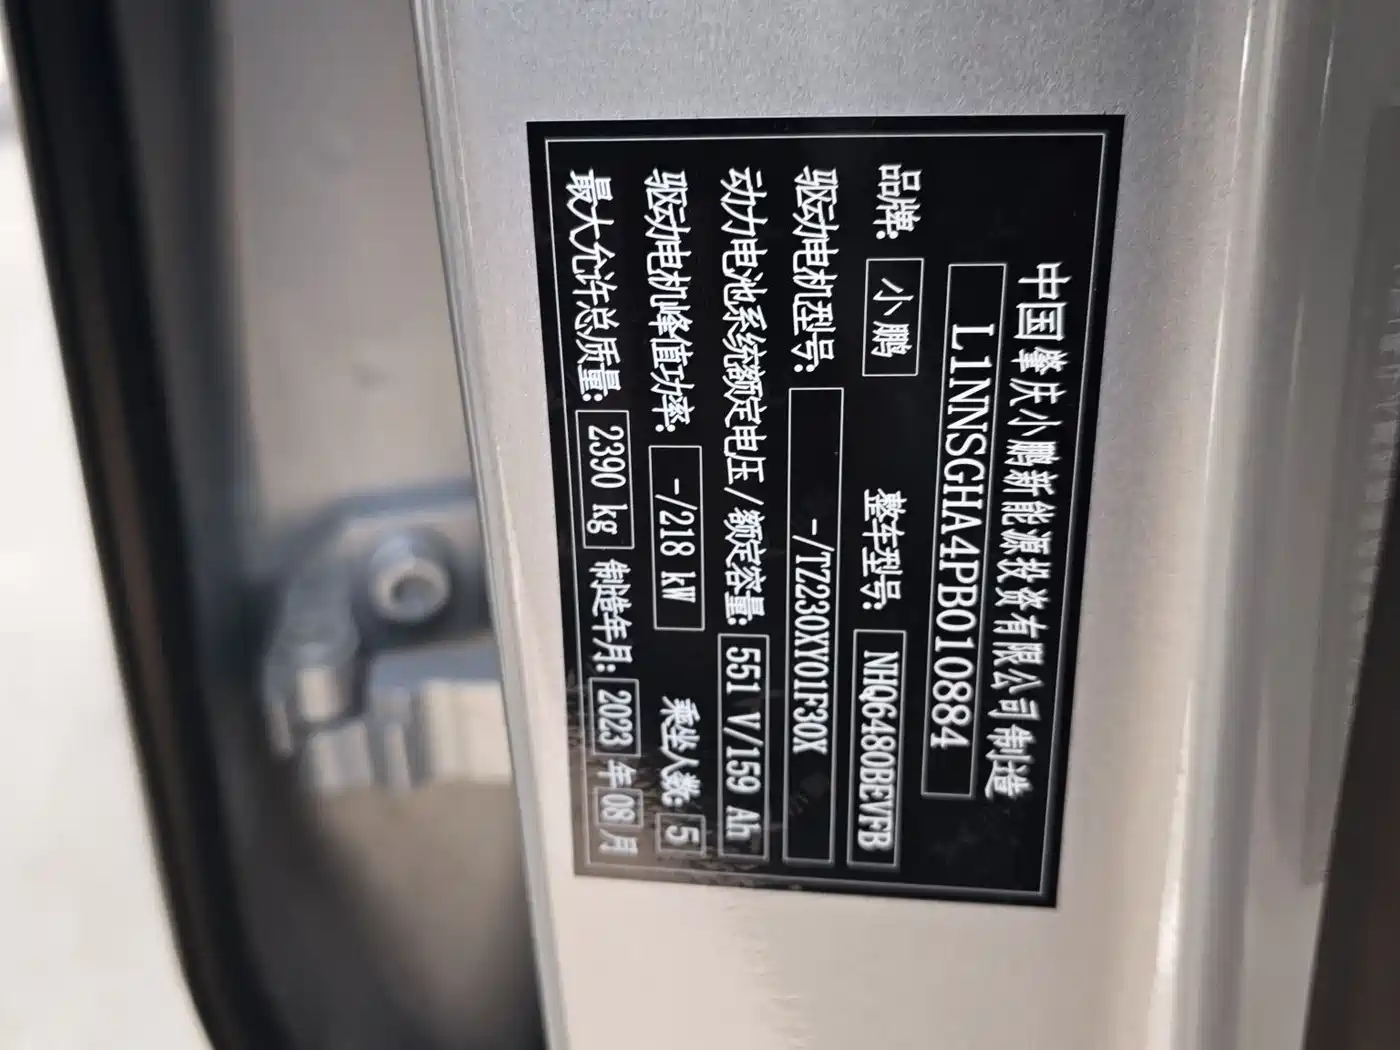 中国肇庆小鹏新能源投资有限公司制造
L1NNSGHA4PB010884
品牌: 小鹏 整车型号: NHQ6480BEVFB
驱动电机型号: -/TZ230XY01F30X
动力电池系统额定电压/额定容量: 551 V/159 Ah
驱动电机峰值功率: -/218 kW 乘坐人数: 5
最大允许总质量: 2390 kg 制造年月: 2023 年 08 月